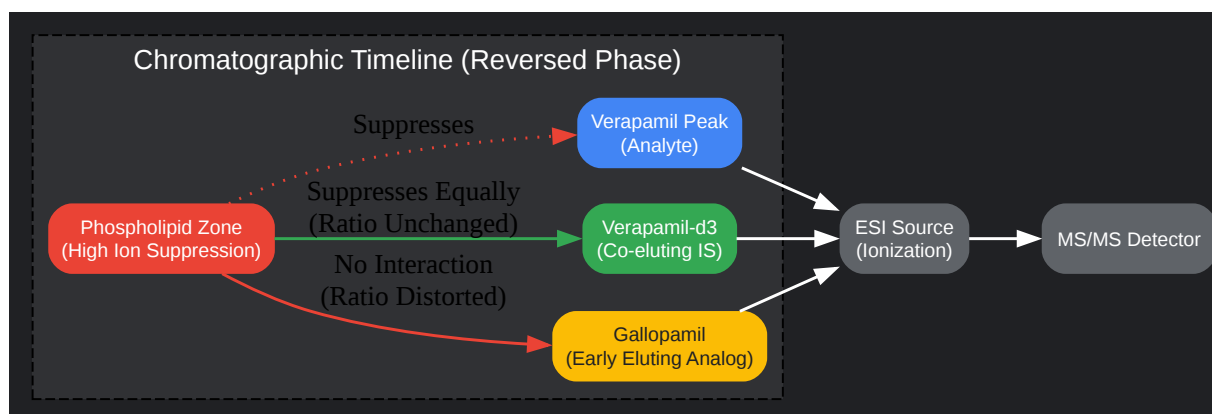 Chromatographic Timeline (Reversed Phase)
Suppresses
Verapamil Peak
(Analyte)
Suppresses Equally
(Ratio Unchanged)
Phospholipid Zone
(High Ion Suppression)
Verapamil-d3
(Co-eluting IS)
ESI Source
(Ionization)
MS/MS Detector
No Interaction
(Ratio Distorted)
Gallopamil
(Early Eluting Analog)